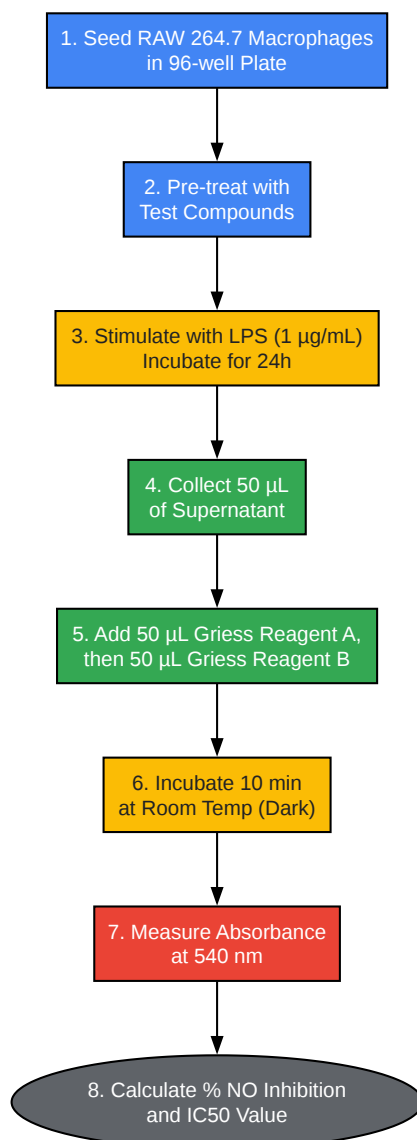 1. Seed RAW 264.7 Macrophages
in 96-well Plate
2. Pre-treat with
Test Compounds
3. Stimulate with LPS (1 µg/mL)
Incubate for 24h
4. Collect 50 µL
of Supernatant
5. Add 50 µL Griess Reagent A,
then 50 µL Griess Reagent B
6. Incubate 10 min
at Room Temp (Dark)
7. Measure Absorbance
at 540 nm
8. Calculate % NO Inhibition
and IC50 Value